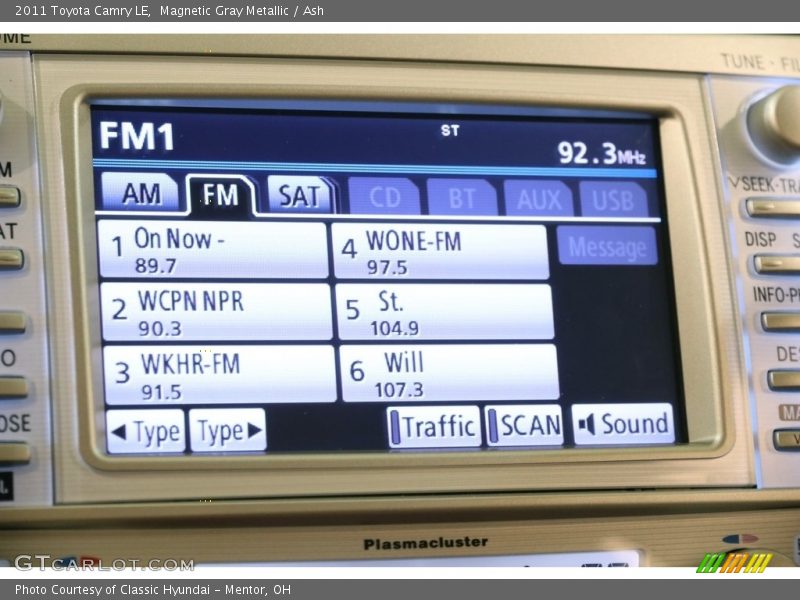 2011 Toyota Camry LE, Magnetic Gray Metallic / Ash
TUNE · FIL
FM1 ST 92.3MHz
AM FM SAT CD BT AUX USB
1 On Now - 89.7
4 WONE-FM 97.5
Message
2 WCPN NPR 90.3
5 St. 104.9
3 WKHR-FM 91.5
6 Will 107.3
◄Type Type► Traffic SCAN Sound
SEEK·TRA
DISP
INFO·P
DE
OSE
Plasmacluster
GTCARLOT.COM
Photo Courtesy of Classic Hyundai - Mentor, OH